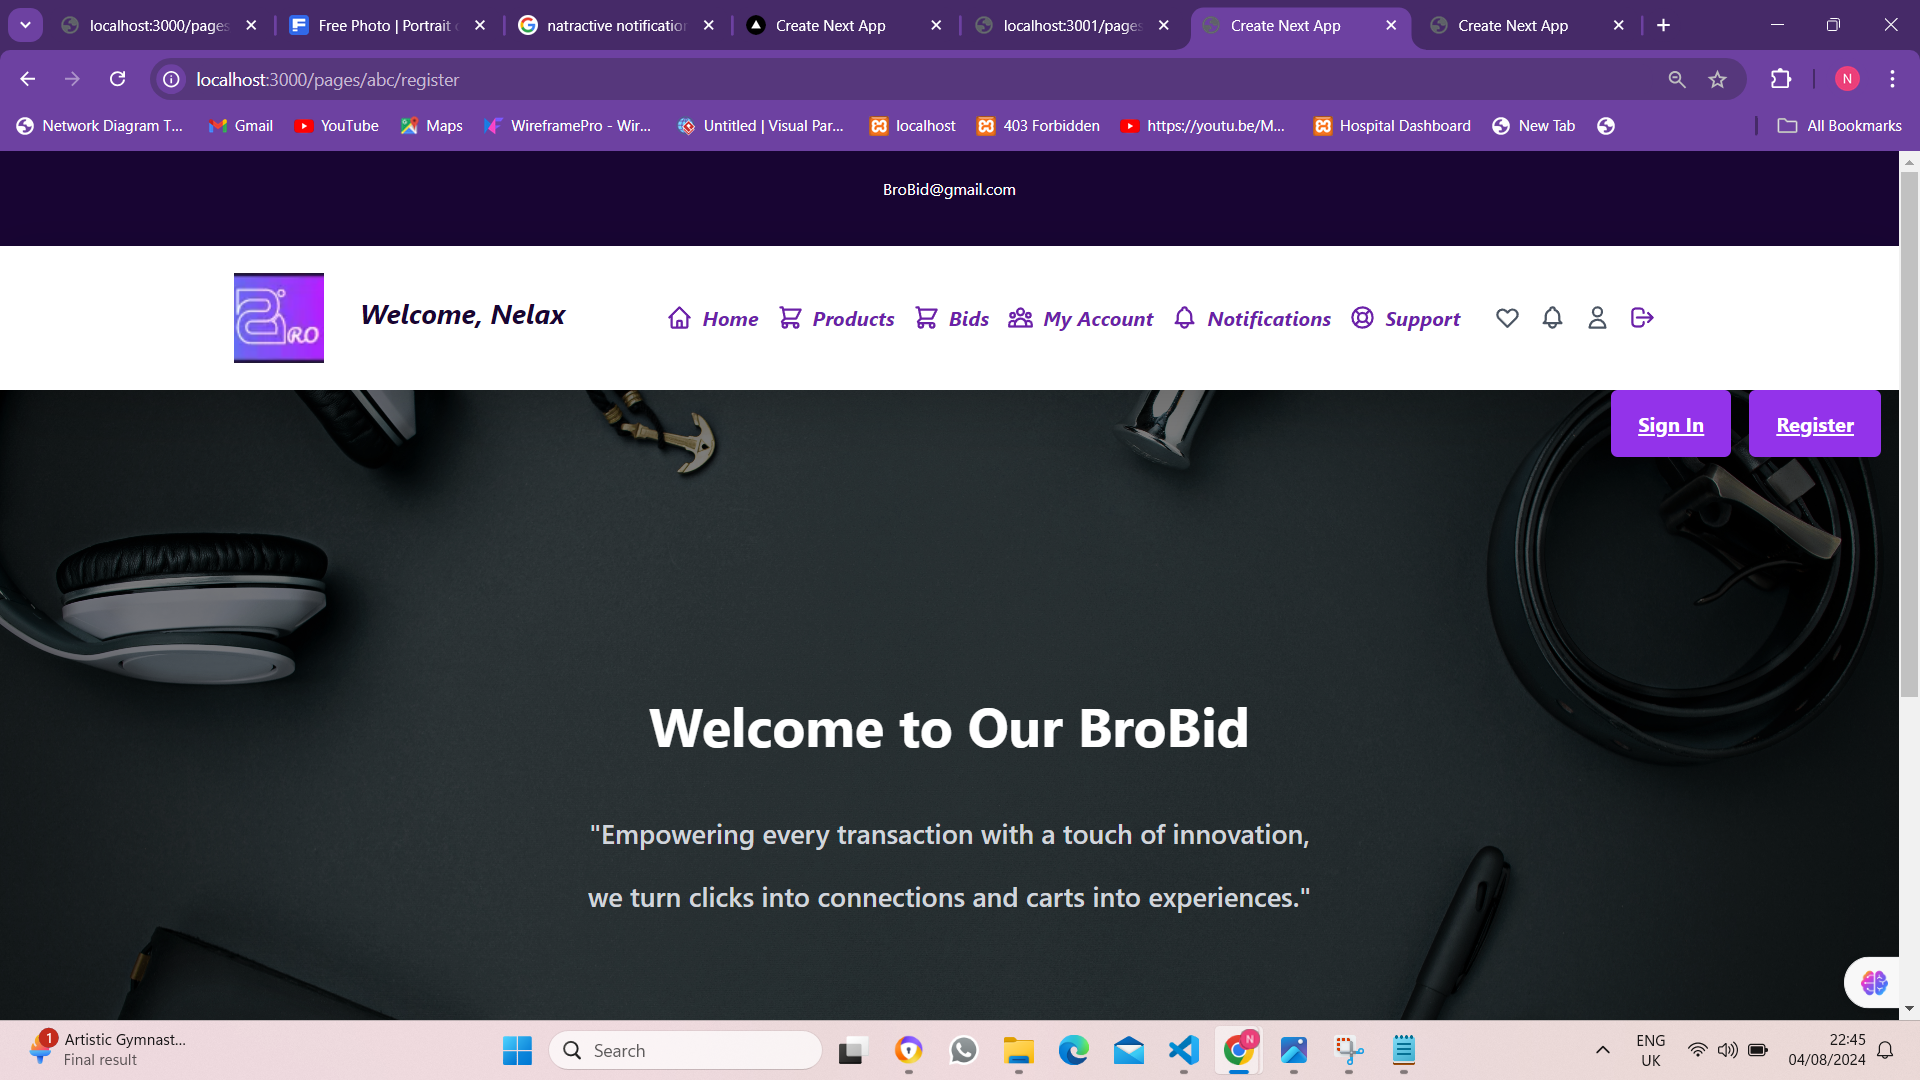 localhost:3000/pages
Free Photo | Portrait
natractive notification
Create Next App
localhost:3001/pages
Create Next App
Create Next App
localhost:3000/pages/abc/register
N
Network Diagram T...
Gmail
YouTube
Maps
WireframePro - Wir...
Untitled | Visual Par...
localhost
403 Forbidden
https://youtu.be/M...
Hospital Dashboard
New Tab
All Bookmarks
BroBid@gmail.com
RO
Welcome, Nelax
Home
Products
Bids
My Account
Notifications
Support
Sign In
Register
Welcome to Our BroBid
"Empowering every transaction with a touch of innovation,
we turn clicks into connections and carts into experiences."
1
Artistic Gymnast...
Final result
Search
N
ENG
UK
22:45
04/08/2024